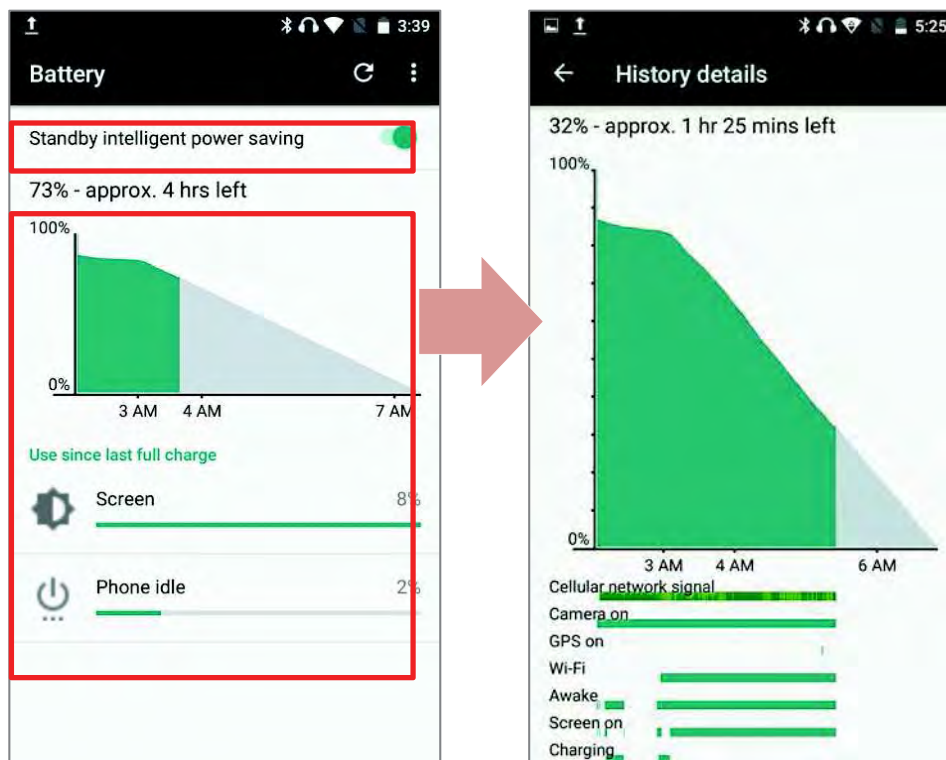 3:39
Battery
Standby intelligent power saving
73% - approx. 4 hrs left
100%
0%
3 AM 4 AM 7 AM
Use since last full charge
Screen 8%
Phone idle 2%
5:25
History details
32% - approx. 1 hr 25 mins left
100%
0%
3 AM 4 AM 6 AM
Cellular network signal
Camera on
GPS on
Wi-Fi
Awake
Screen on
Charging